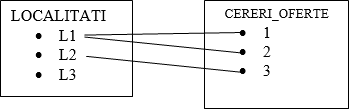 LOCALITATI
• L1
• L2
• L3
CERERI_OFERTE
• 1
• 2
• 3